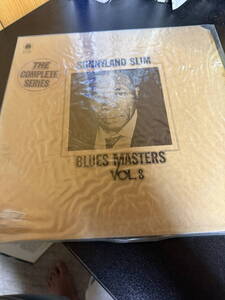 SUNNYLAND SLIM
THE
COMPLETE
SERIES
BLUES MASTERS
VOL. 8